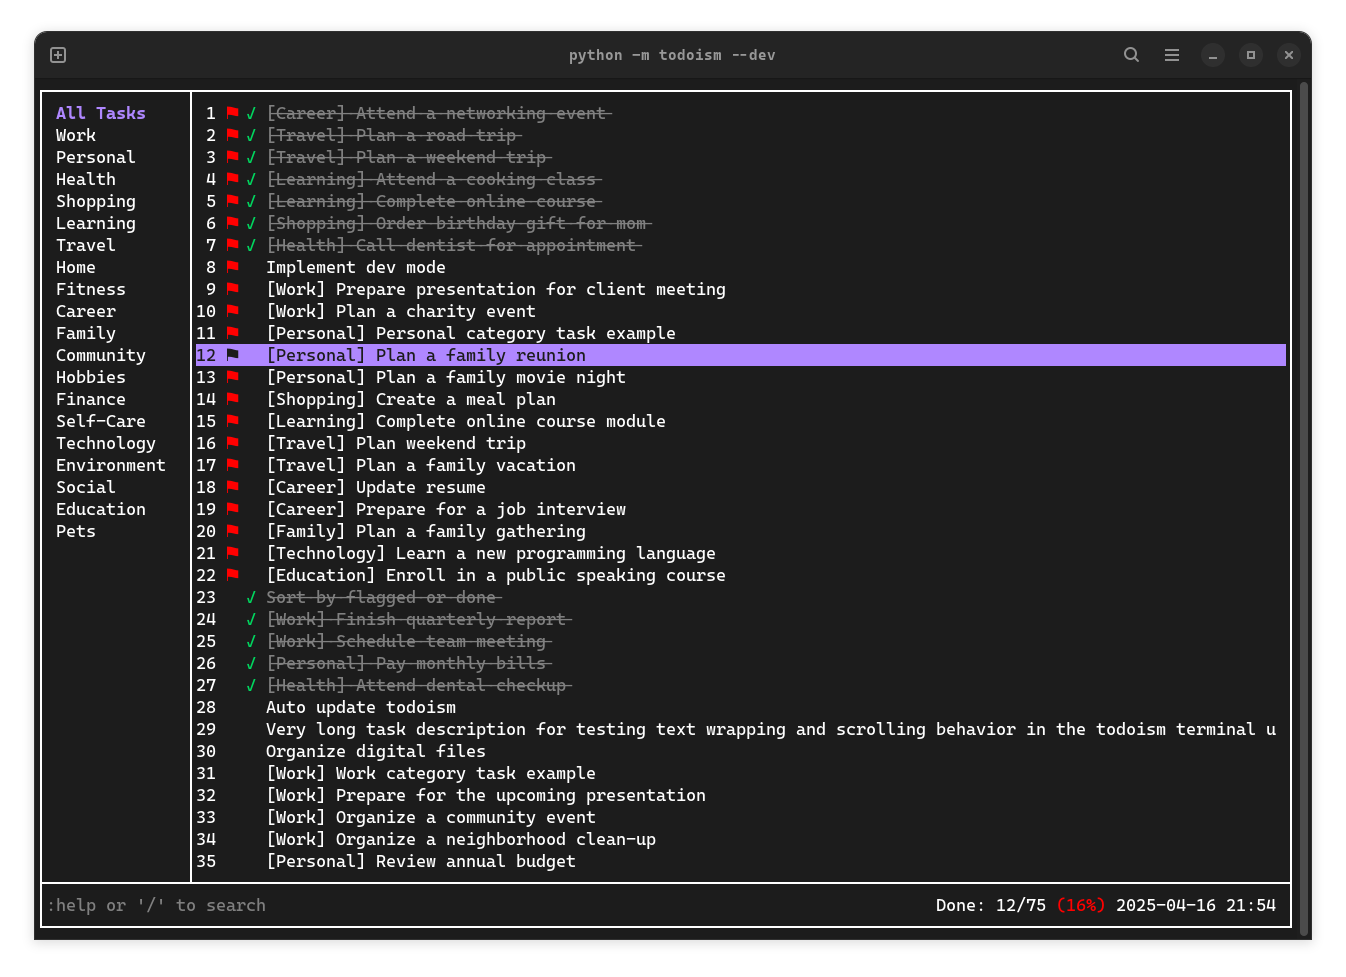 python -m todoism --dev
All Tasks
Work
Personal
Health
Shopping
Learning
Travel
Home
Fitness
Career
Family
Community
Hobbies
Finance
Self-Care
Technology
Environment
Social
Education
Pets
1 ✓ [Career] Attend a networking event
2 ✓ [Travel] Plan a road trip
3 ✓ [Travel] Plan a weekend trip
4 ✓ [Learning] Attend a cooking class
5 ✓ [Learning] Complete online course
6 ✓ [Shopping] Order birthday gift for mom
7 ✓ [Health] Call dentist for appointment
8 Implement dev mode
9 [Work] Prepare presentation for client meeting
10 [Work] Plan a charity event
11 [Personal] Personal category task example
12 [Personal] Plan a family reunion
13 [Personal] Plan a family movie night
14 [Shopping] Create a meal plan
15 [Learning] Complete online course module
16 [Travel] Plan weekend trip
17 [Travel] Plan a family vacation
18 [Career] Update resume
19 [Career] Prepare for a job interview
20 [Family] Plan a family gathering
21 [Technology] Learn a new programming language
22 [Education] Enroll in a public speaking course
23 ✓ Sort by flagged or done
24 ✓ [Work] Finish quarterly report
25 ✓ [Work] Schedule team meeting
26 ✓ [Personal] Pay monthly bills
27 ✓ [Health] Attend dental checkup
28 Auto update todoism
29 Very long task description for testing text wrapping and scrolling behavior in the todoism terminal u
30 Organize digital files
31 [Work] Work category task example
32 [Work] Prepare for the upcoming presentation
33 [Work] Organize a community event
34 [Work] Organize a neighborhood clean-up
35 [Personal] Review annual budget
:help or '/' to search
Done: 12/75 (16%) 2025-04-16 21:54